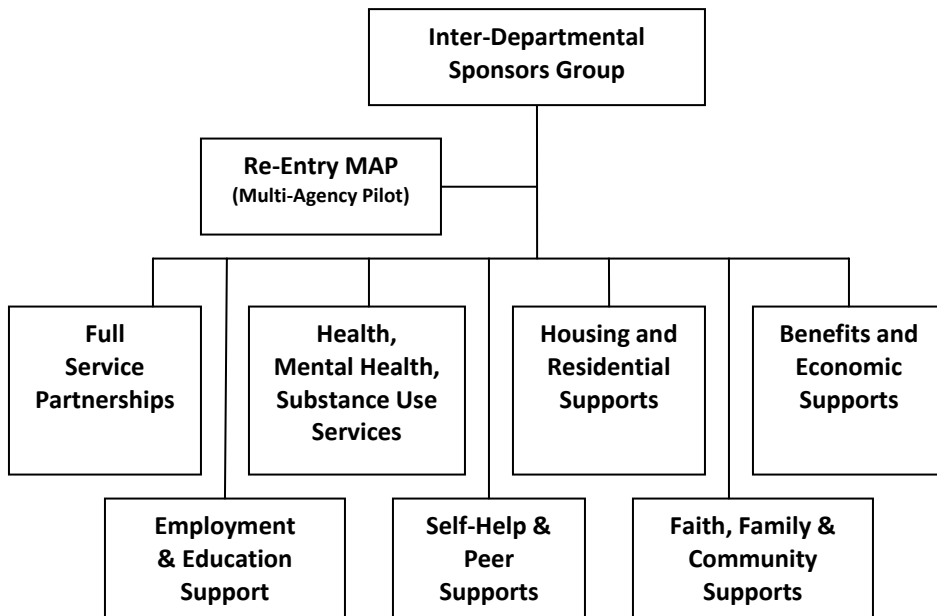 Inter-Departmental
Sponsors Group
Re-Entry MAP
(Multi-Agency Pilot)
Full
Service
Partnerships
Health,
Mental Health,
Substance Use
Services
Housing and
Residential
Supports
Benefits and
Economic
Supports
Employment
& Education
Support
Self-Help &
Peer
Supports
Faith, Family &
Community
Supports